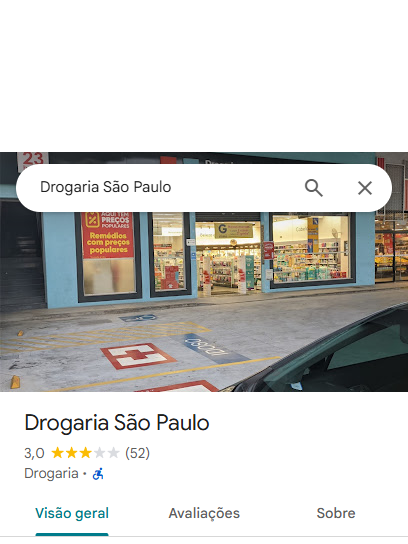 23
Drogaria São Paulo
AQUI TEM
PREÇOS
POPULARES
Remédios
com preços
populares
IDOSO
Drogaria São Paulo
3,0 (52)
Drogaria ·
Visão geral
Avaliações
Sobre